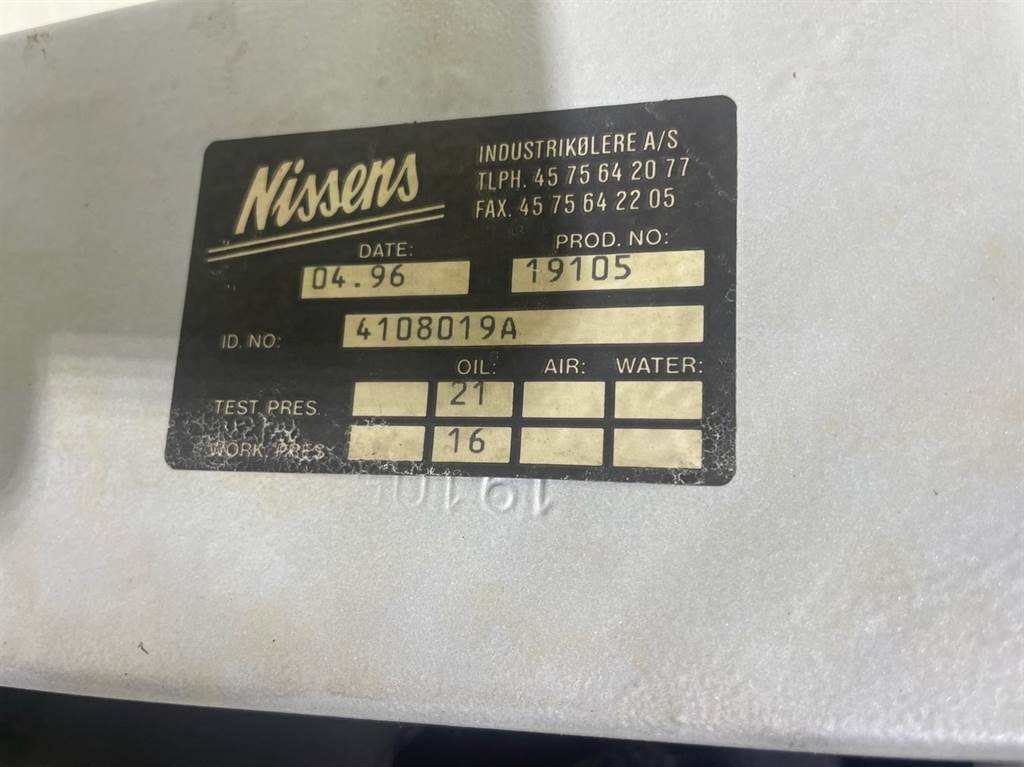 Nissens
INDUSTRIKØLERE A/S
TLPH. 45 75 64 20 77
FAX. 45 75 64 22 05
DATE: PROD. NO:
04.96 19105
ID. NO: 4108019A
OIL: AIR: WATER:
TEST PRES. 21
WORK. PRES. 16
1910